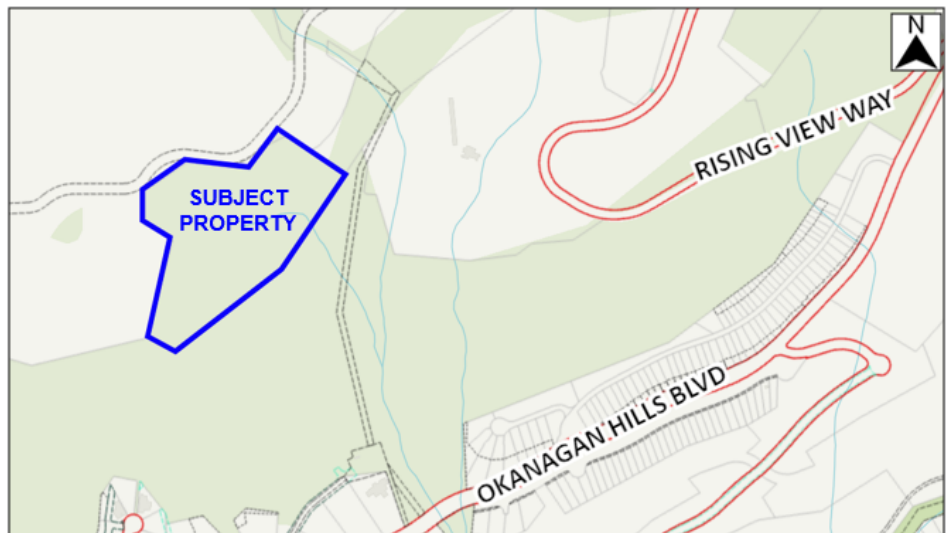 N
RISING VIEW WAY
SUBJECT
PROPERTY
OKANAGAN HILLS BLVD